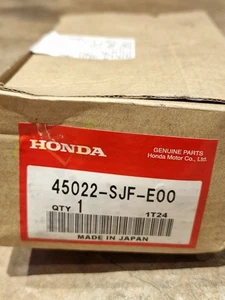 HONDA
GENUINE PARTS
Honda Motor Co., Ltd.
45022-SJF-E00
QTY 1
1T24
MADE IN JAPAN